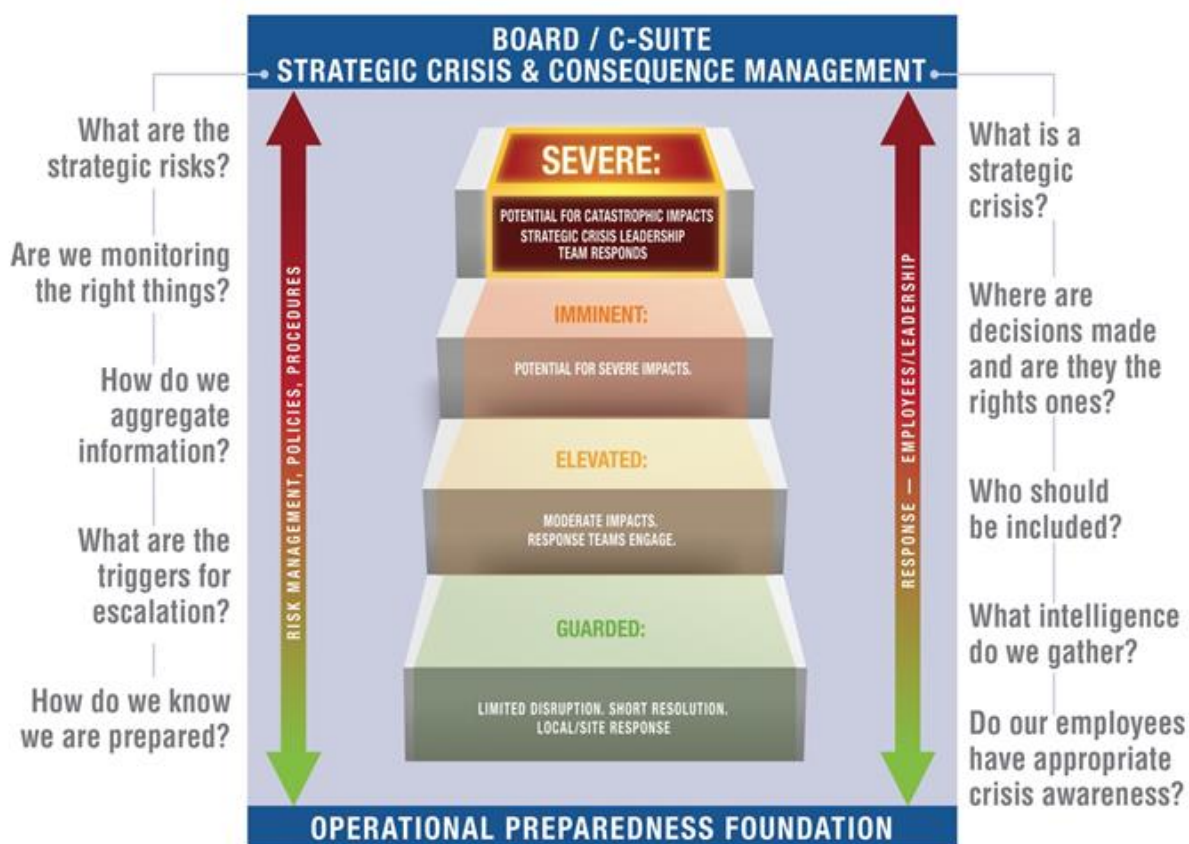 BOARD / C-SUITE
STRATEGIC CRISIS & CONSEQUENCE MANAGEMENT
What are the
strategic risks?
Are we monitoring
the right things?
How do we
aggregate
information?
What are the
triggers for
escalation?
How do we know
we are prepared?
RISK MANAGEMENT, POLICIES, PROCEDURES
SEVERE:
POTENTIAL FOR CATASTROPHIC IMPACTS
STRATEGIC CRISIS LEADERSHIP
TEAM RESPONDS
IMMINENT:
POTENTIAL FOR SEVERE IMPACTS.
ELEVATED:
MODERATE IMPACTS.
RESPONSE TEAMS ENGAGE.
GUARDED:
LIMITED DISRUPTION. SHORT RESOLUTION.
LOCAL/SITE RESPONSE
RESPONSE — EMPLOYEES/LEADERSHIP
What is a
strategic
crisis?
Where are
decisions made
and are they the
rights ones?
Who should
be included?
What intelligence
do we gather?
Do our employees
have appropriate
crisis awareness?
OPERATIONAL PREPAREDNESS FOUNDATION